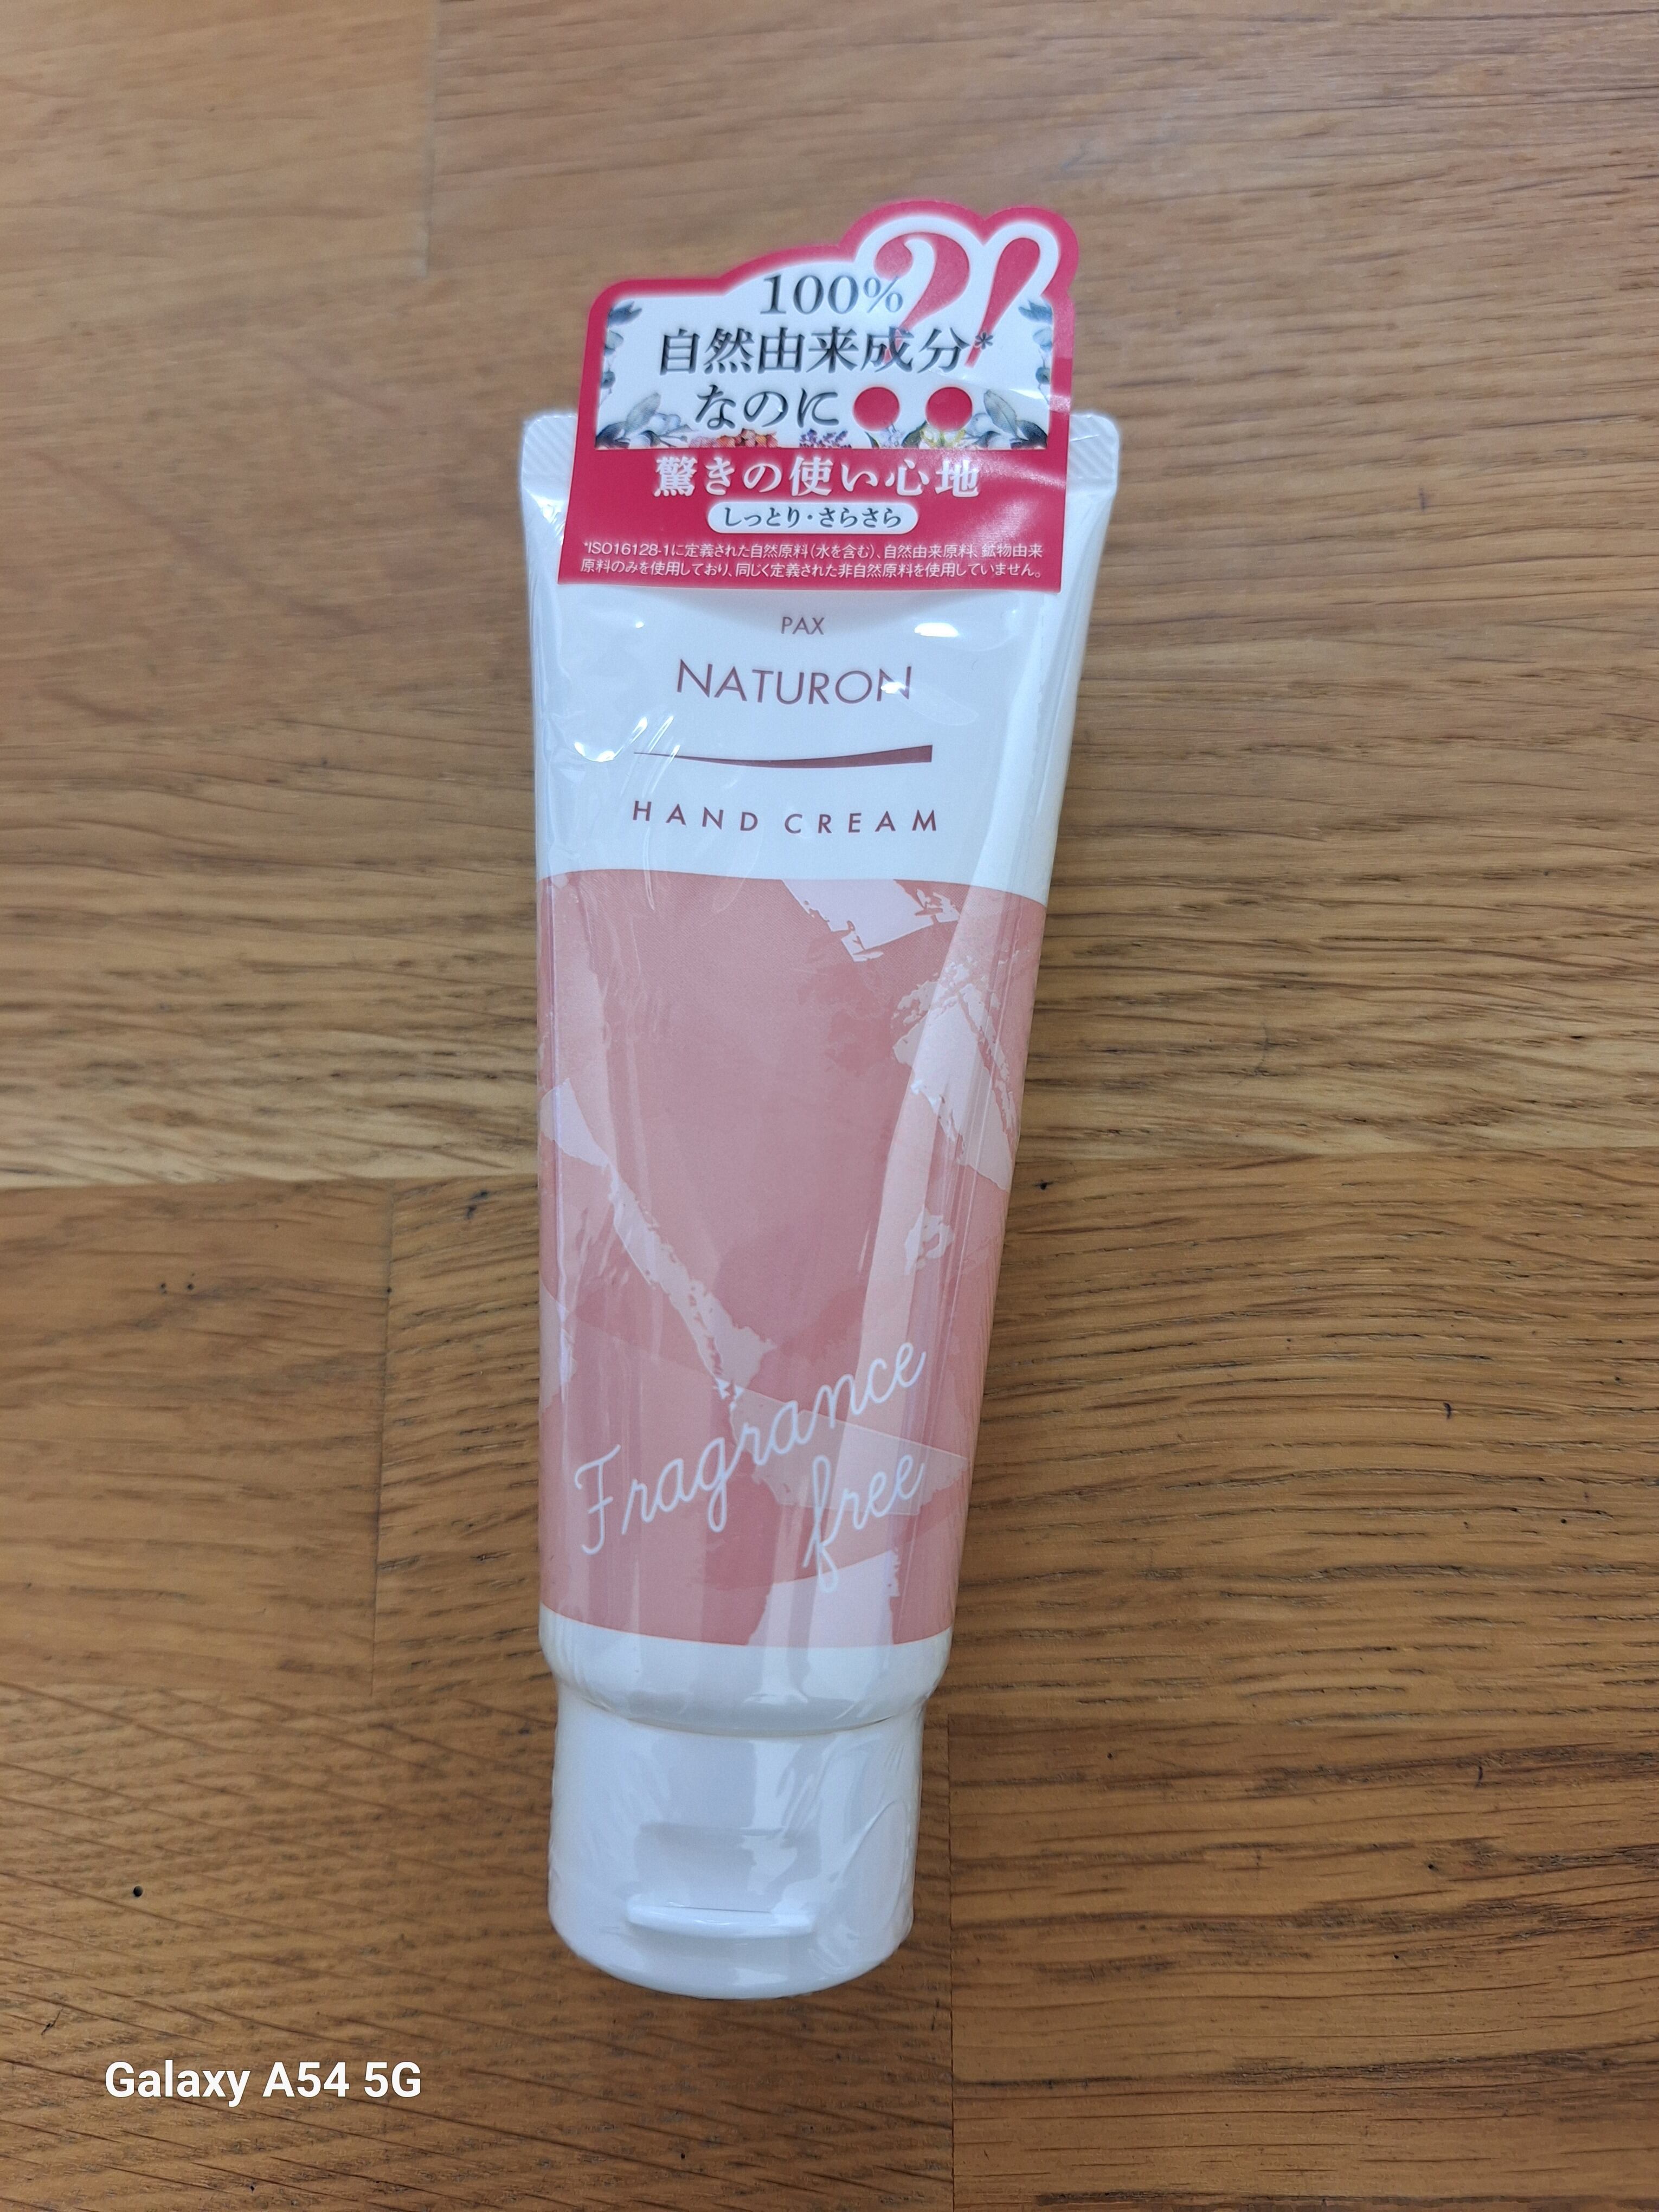 100%
自然由来成分*
なのに?!
驚きの使い心地
しっとり・さらさら
*ISO16128-1に定義された自然原料(水を含む)、自然由来原料、鉱物由来
原料のみを使用しており、同じく定義された非自然原料を使用していません。
PAX
NATURON
HAND CREAM
Fragrance
free
Galaxy A54 5G